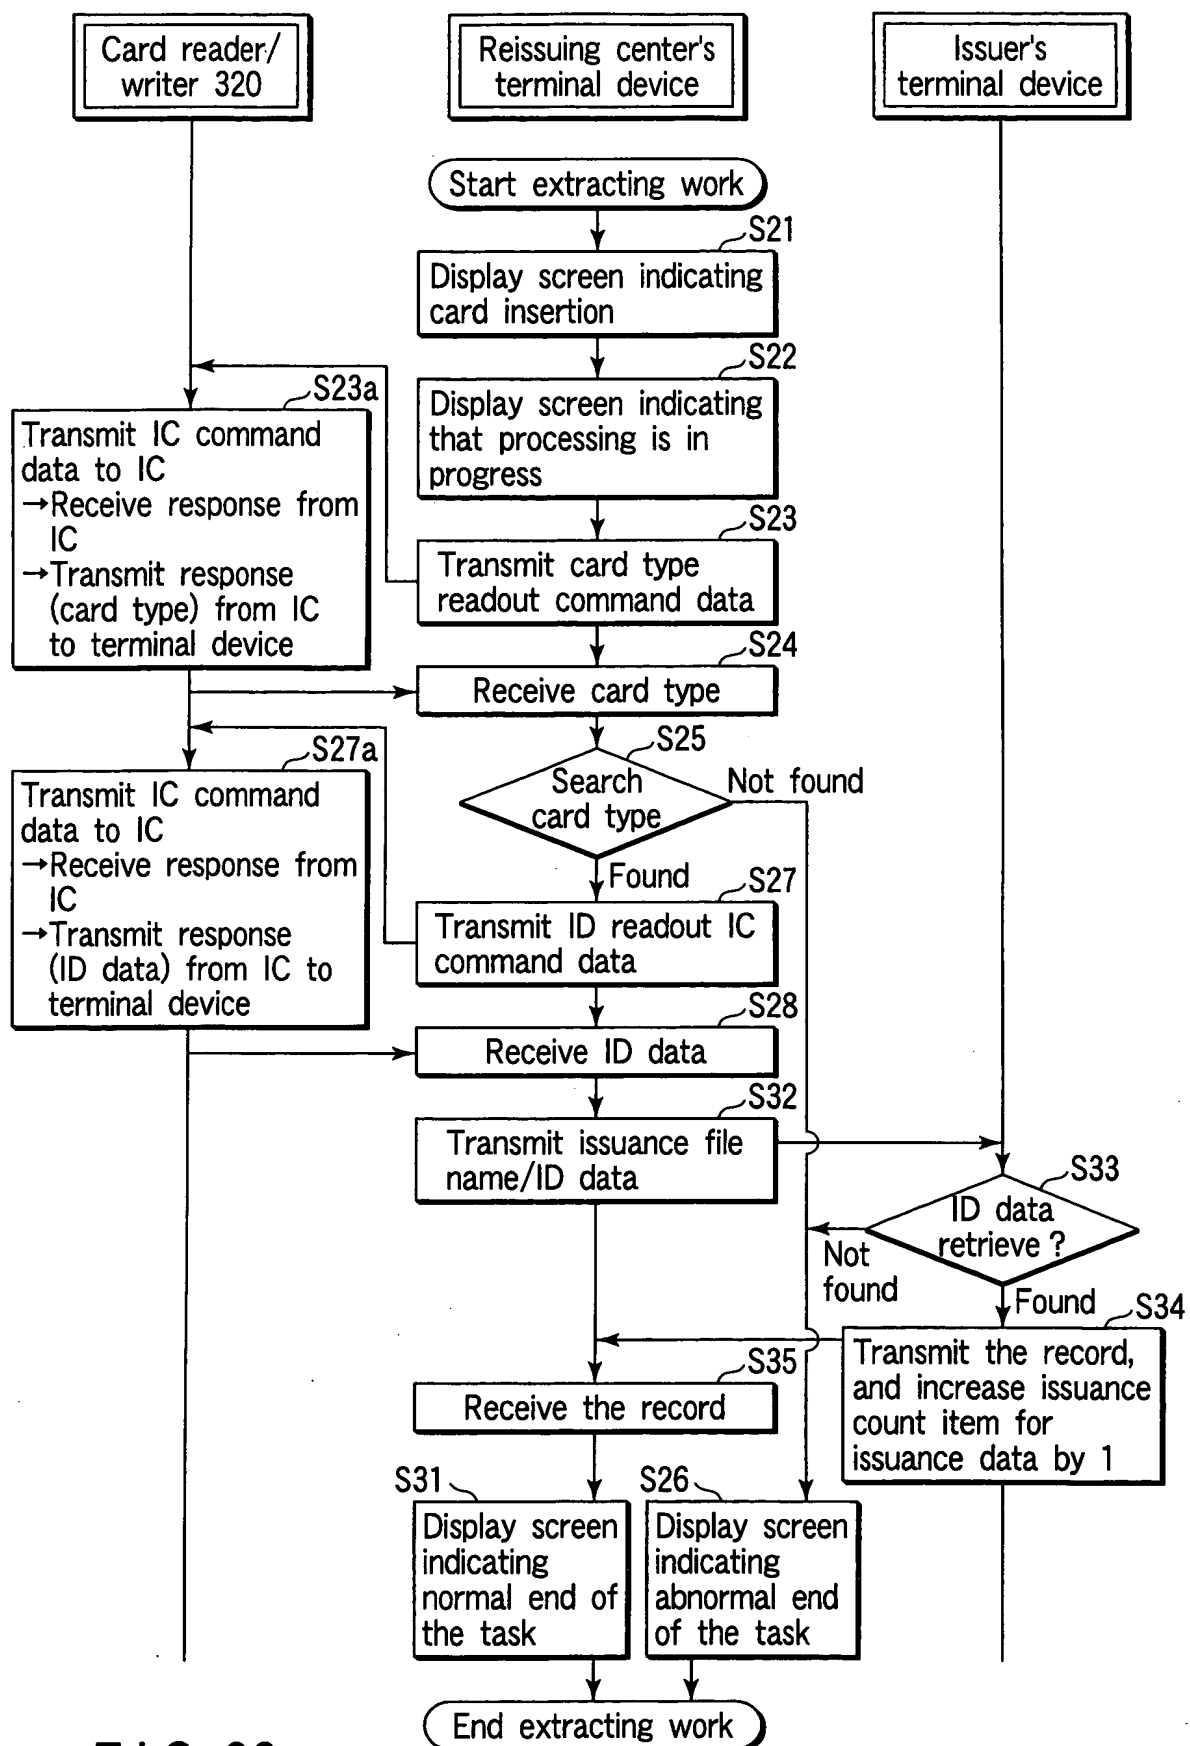 Card reader/
writer 320
Reissuing center's
terminal device
Issuer's
terminal device
Start extracting work
S21
Display screen indicating
card insertion
S22
Display screen indicating
that processing is in
progress
S23a
Transmit IC command
data to IC
→Receive response from
IC
→Transmit response
(card type) from IC
to terminal device
S23
Transmit card type
readout command data
S24
Receive card type
S25
Search
card type
Not found
Found
S27a
Transmit IC command
data to IC
→Receive response from
IC
→Transmit response
(ID data) from IC to
terminal device
S27
Transmit ID readout IC
command data
S28
Receive ID data
S32
Transmit issuance file
name/ID data
S33
ID data
retrieve ?
Not
found
Found
S34
Transmit the record,
and increase issuance
count item for
issuance data by 1
S35
Receive the record
S31
Display screen
indicating
normal end of
the task
S26
Display screen
indicating
abnormal end
of the task
End extracting work